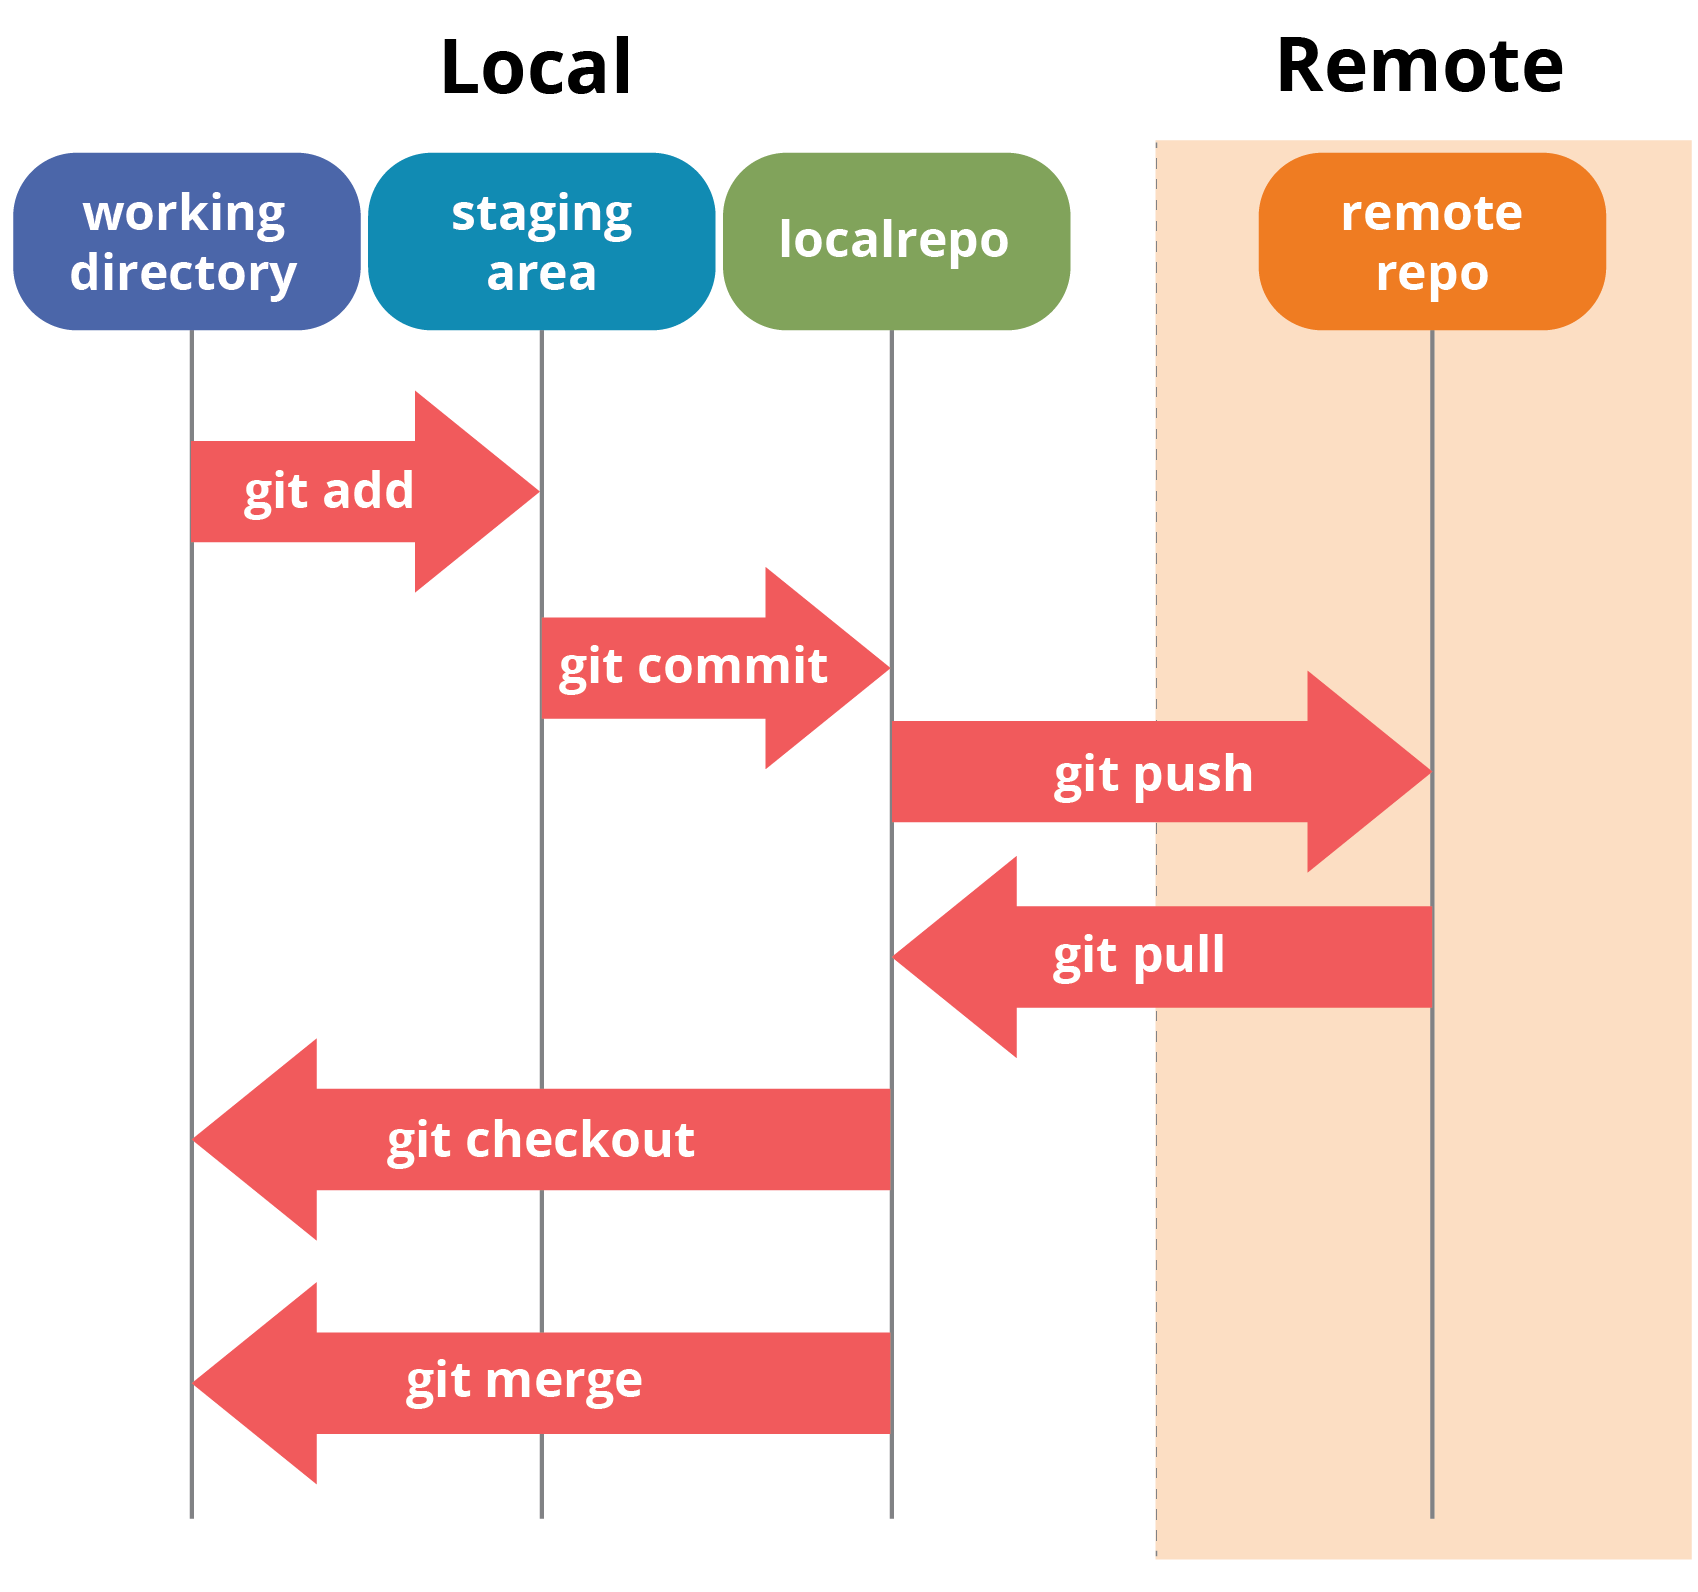 Local
Remote
working
directory
staging
area
localrepo
remote
repo
git add
git commit
git push
git pull
git checkout
git merge